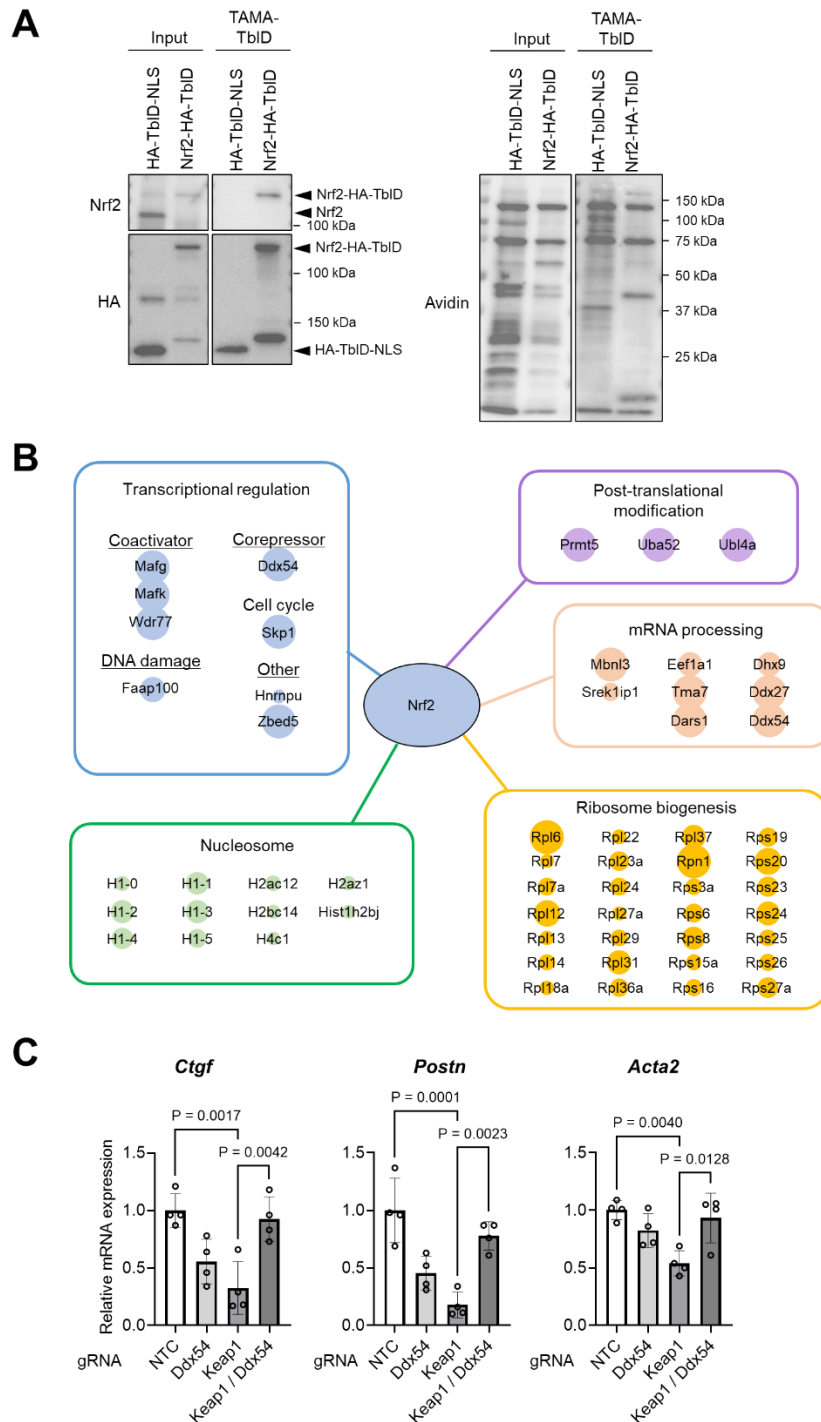 A
Input
TAMA-
TbID
HA-TbID-NLS
Nrf2-HA-TbID
HA-TbID-NLS
Nrf2-HA-TbID
Nrf2
Nrf2-HA-TbID
Nrf2
100 kDa
HA
Nrf2-HA-TbID
100 kDa
150 kDa
HA-TbID-NLS
Input
TAMA-
TbID
HA-TbID-NLS
Nrf2-HA-TbID
HA-TbID-NLS
Nrf2-HA-TbID
Avidin
150 kDa
100 kDa
75 kDa
50 kDa
37 kDa
25 kDa
B
Transcriptional regulation
Coactivator
Mafg
Mafk
Wdr77
DNA damage
Faap100
Corepressor
Ddx54
Cell cycle
Skp1
Other
Hnrnpu
Zbed5
Nrf2
Post-translational
modification
Prmt5 Uba52 Ubl4a
mRNA processing
Mbnl3 Eef1a1 Dhx9
Srek1ip1 Tma7 Ddx27
Dars1 Ddx54
Nucleosome
H1-0 H1-1 H2ac12 H2az1
H1-2 H1-3 H2bc14 Hist1h2bj
H1-4 H1-5 H4c1
Ribosome biogenesis
Rpl6 Rpl22 Rpl37 Rps19
Rpl7 Rpl23a Rpn1 Rps20
Rpl7a Rpl24 Rps3a Rps23
Rpl12 Rpl27a Rps6 Rps24
Rpl13 Rpl29 Rps8 Rps25
Rpl14 Rpl31 Rps15a Rps26
Rpl18a Rpl36a Rps16 Rps27a
C
Ctgf
P = 0.0017
P = 0.0042
Relative mRNA expression
1.5
1.0
0.5
0.0
gRNA
NTC
Ddx54
Keap1
Keap1 / Ddx54
Postn
P = 0.0001
P = 0.0023
1.5
1.0
0.5
0.0
gRNA
NTC
Ddx54
Keap1
Keap1 / Ddx54
Acta2
P = 0.0040
P = 0.0128
1.5
1.0
0.5
0.0
gRNA
NTC
Ddx54
Keap1
Keap1 / Ddx54